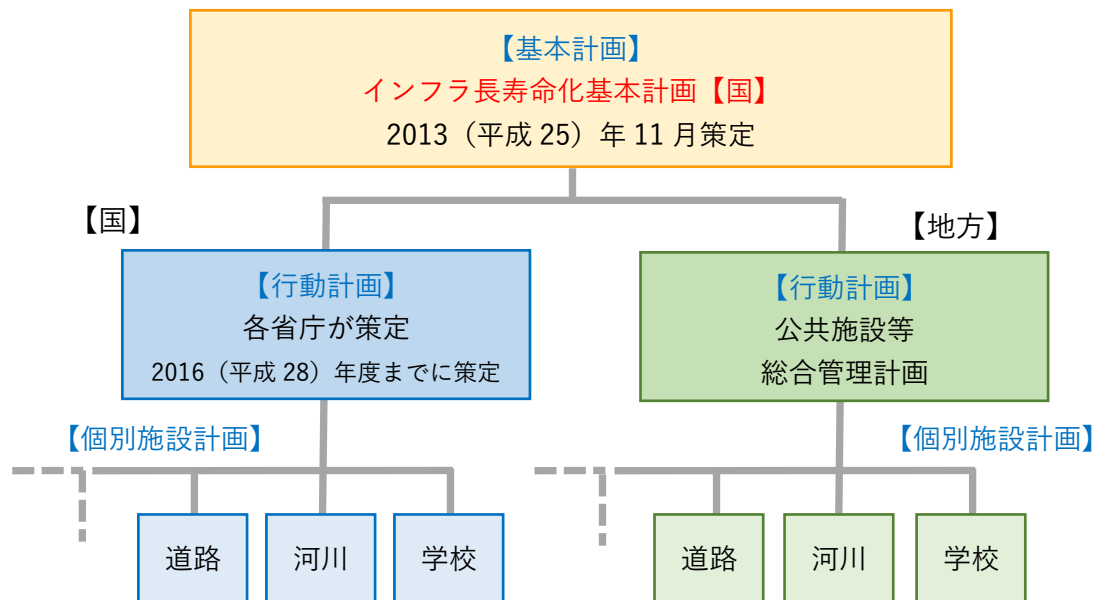 【基本計画】
インフラ長寿命化基本計画【国】
2013（平成 25）年 11 月策定
【国】
【地方】
【行動計画】
各省庁が策定
2016（平成 28）年度までに策定
【行動計画】
公共施設等
総合管理計画
【個別施設計画】
【個別施設計画】
道路
河川
学校
道路
河川
学校